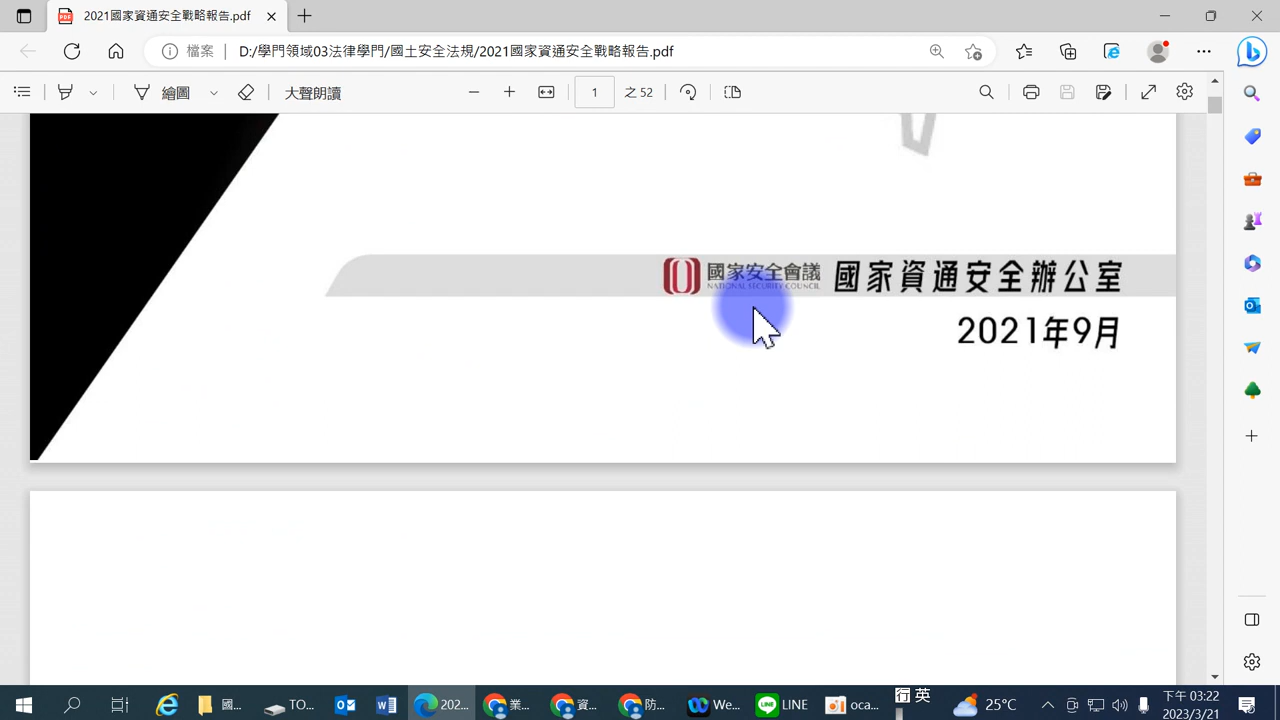 2021國家資通安全戰略報告.pdf
檔案
D:/學門領域03法律學門/國土安全法規/2021國家資通安全戰略報告.pdf
繪圖
大聲朗讀
1
之 52
國家安全會議
NATIONAL SECURITY COUNCIL
國家資通安全辦公室
2021年9月
國...
TO...
202...
業...
資...
防...
We...
LINE
oca...
行 英
25°C
下午 03:22
2023/3/21